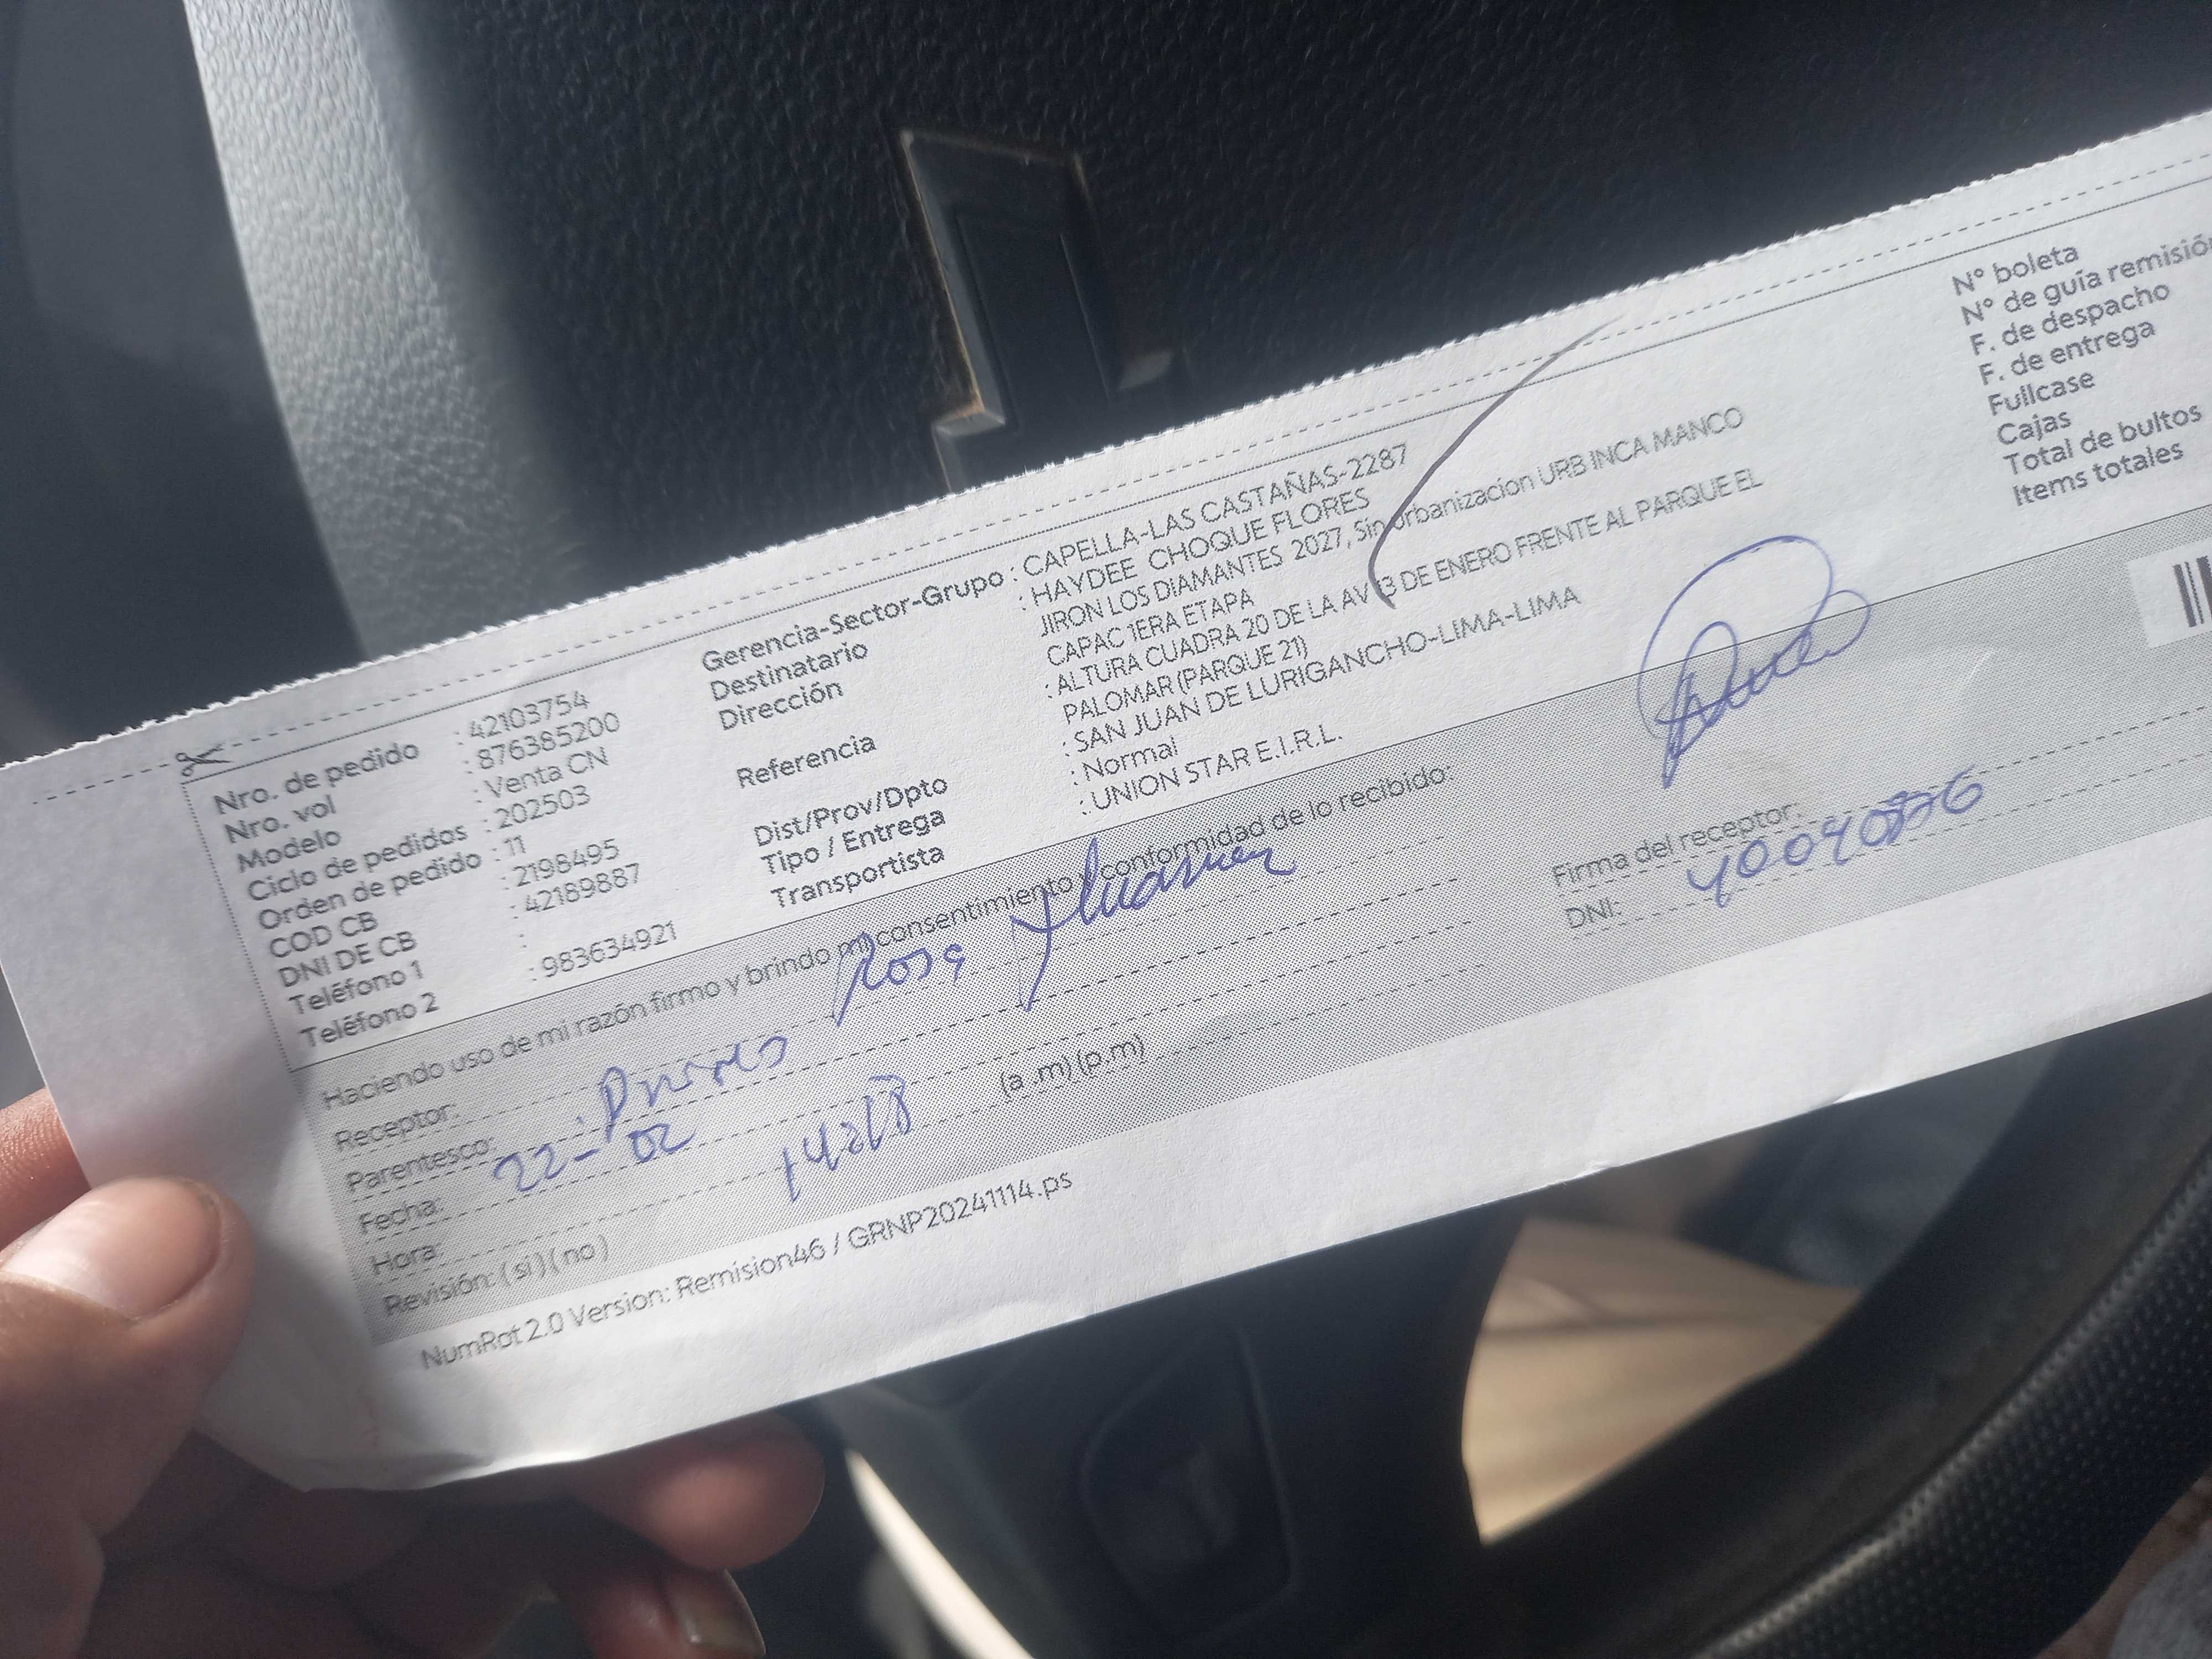 Nro. de pedido : 42103754
Nro. vol : 876385200
Modelo : Venta CN
Ciclo de pedidos : 202503
Orden de pedido : 11
COD CB : 2198495
DNI DE CB : 42189887
Teléfono 1 :
Teléfono 2 : 983634921
Gerencia-Sector-Grupo : CAPELLA-LAS CASTAÑAS-2287
Destinatario : HAYDEE CHOQUE FLORES
Dirección JIRON LOS DIAMANTES 2027, Sin urbanizacion URB INCA MANCO
CAPAC 1ERA ETAPA
Referencia : ALTURA CUADRA 20 DE LA AV 13 DE ENERO FRENTE AL PARQUE EL
PALOMAR (PARQUE 21)
Dist/Prov/Dpto : SAN JUAN DE LURIGANCHO-LIMA-LIMA
Tipo / Entrega : Normal
Transportista : UNION STAR E.I.R.L.
N° boleta
N° de guía remisión
F. de despacho
F. de entrega
Fullcase
Cajas
Total de bultos
Items totales
Haciendo uso de mi razón firmo y brindo mi consentimiento y conformidad de lo recibido:
Receptor: Rosa
Parentesco:
Fecha: 22-02
Hora: 14:18 (a .m) (p.m)
Revisión: ( si ) ( no )
Firma del receptor:
DNI:
NumRot 2.0 Version: Remision46 / GRNP20241114.ps